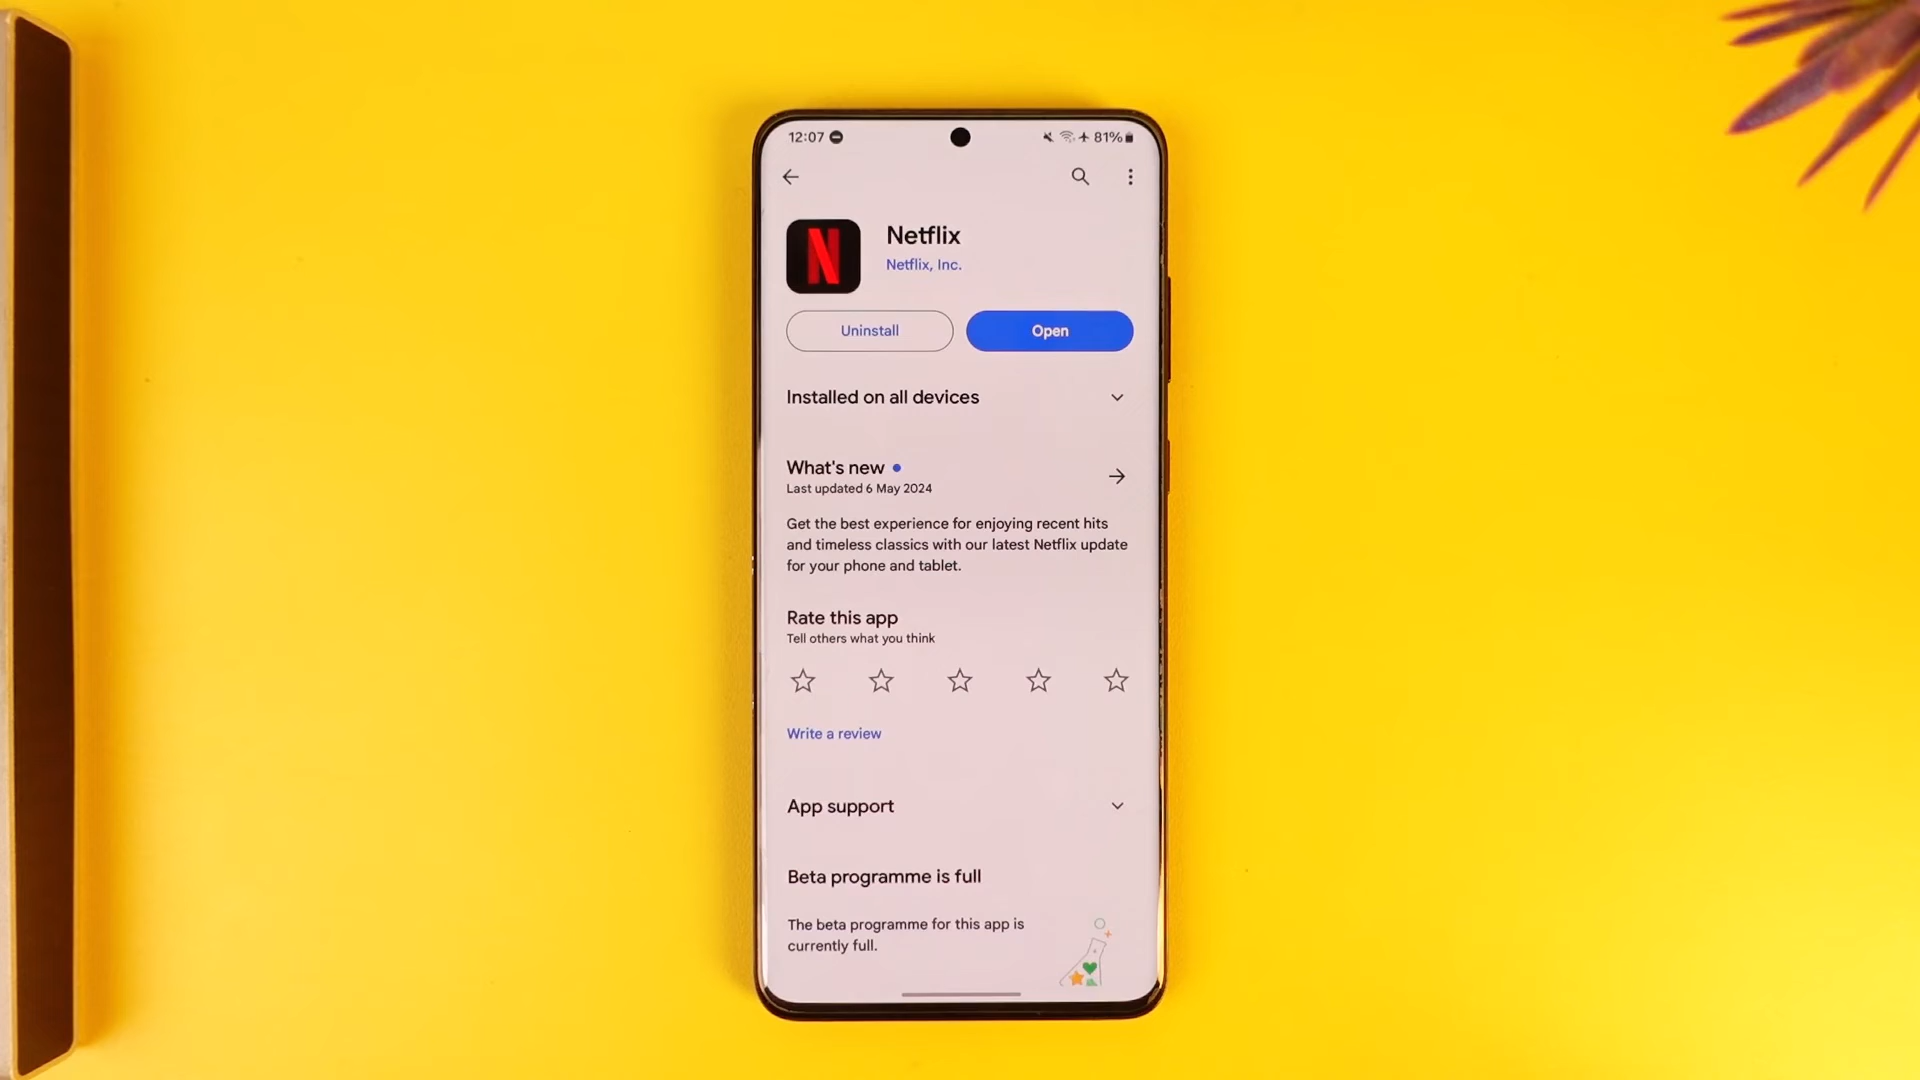 12:07
81%
N
Netflix
Netflix, Inc.
Uninstall
Open
Installed on all devices
What's new
Last updated 6 May 2024
Get the best experience for enjoying recent hits
and timeless classics with our latest Netflix update
for your phone and tablet.
Rate this app
Tell others what you think
Write a review
App support
Beta programme is full
The beta programme for this app is
currently full.